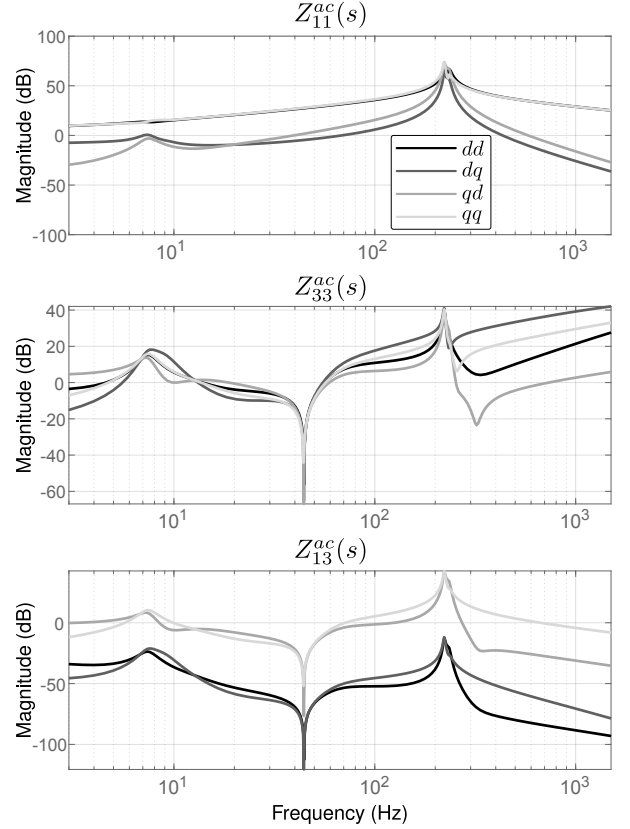 Z_{11}^{ac}(s)
100
50
0
-50
-100
Magnitude (dB)
dd
dq
qd
qq
10^1
10^2
10^3
Z_{33}^{ac}(s)
40
20
0
-20
-40
-60
Magnitude (dB)
10^1
10^2
10^3
Z_{13}^{ac}(s)
0
-50
-100
Magnitude (dB)
10^1
10^2
10^3
Frequency (Hz)